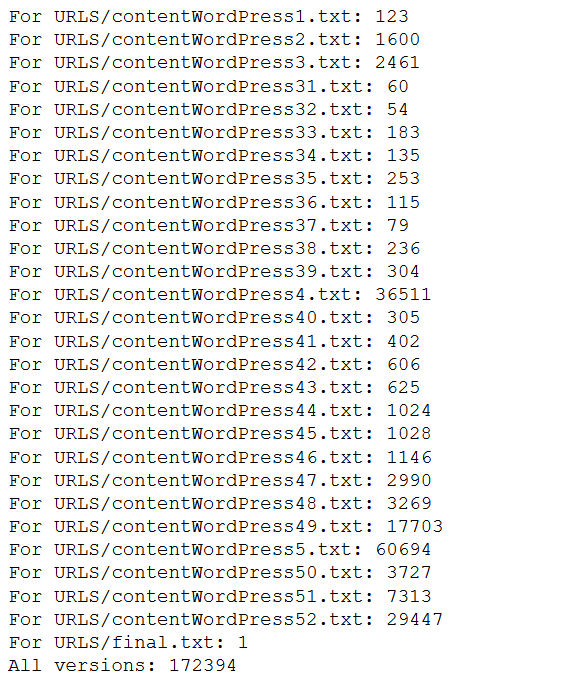 For URLS/contentWordPress1.txt: 123
For URLS/contentWordPress2.txt: 1600
For URLS/contentWordPress3.txt: 2461
For URLS/contentWordPress31.txt: 60
For URLS/contentWordPress32.txt: 54
For URLS/contentWordPress33.txt: 183
For URLS/contentWordPress34.txt: 135
For URLS/contentWordPress35.txt: 253
For URLS/contentWordPress36.txt: 115
For URLS/contentWordPress37.txt: 79
For URLS/contentWordPress38.txt: 236
For URLS/contentWordPress39.txt: 304
For URLS/contentWordPress4.txt: 36511
For URLS/contentWordPress40.txt: 305
For URLS/contentWordPress41.txt: 402
For URLS/contentWordPress42.txt: 606
For URLS/contentWordPress43.txt: 625
For URLS/contentWordPress44.txt: 1024
For URLS/contentWordPress45.txt: 1028
For URLS/contentWordPress46.txt: 1146
For URLS/contentWordPress47.txt: 2990
For URLS/contentWordPress48.txt: 3269
For URLS/contentWordPress49.txt: 17703
For URLS/contentWordPress5.txt: 60694
For URLS/contentWordPress50.txt: 3727
For URLS/contentWordPress51.txt: 7313
For URLS/contentWordPress52.txt: 29447
For URLS/final.txt: 1
All versions: 172394